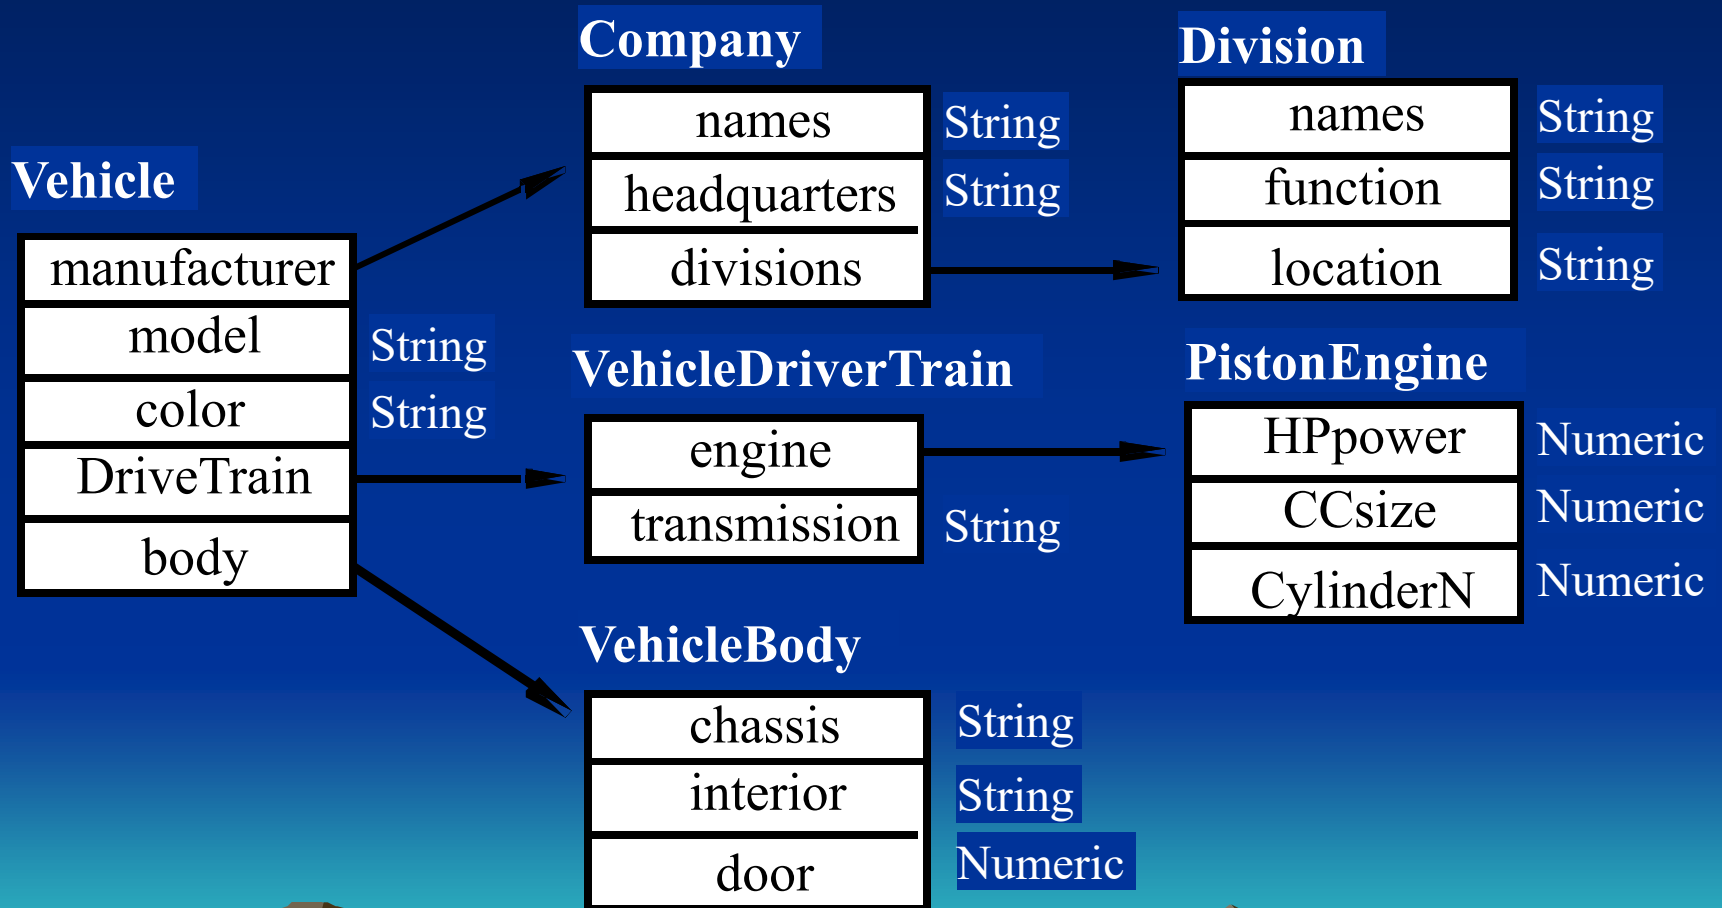 Vehicle
manufacturer
model String
color String
DriveTrain
body
Company
names String
headquarters String
divisions
Division
names String
function String
location String
VehicleDriverTrain
engine
transmission String
PistonEngine
HPpower Numeric
CCsize Numeric
CylinderN Numeric
VehicleBody
chassis String
interior String
door Numeric